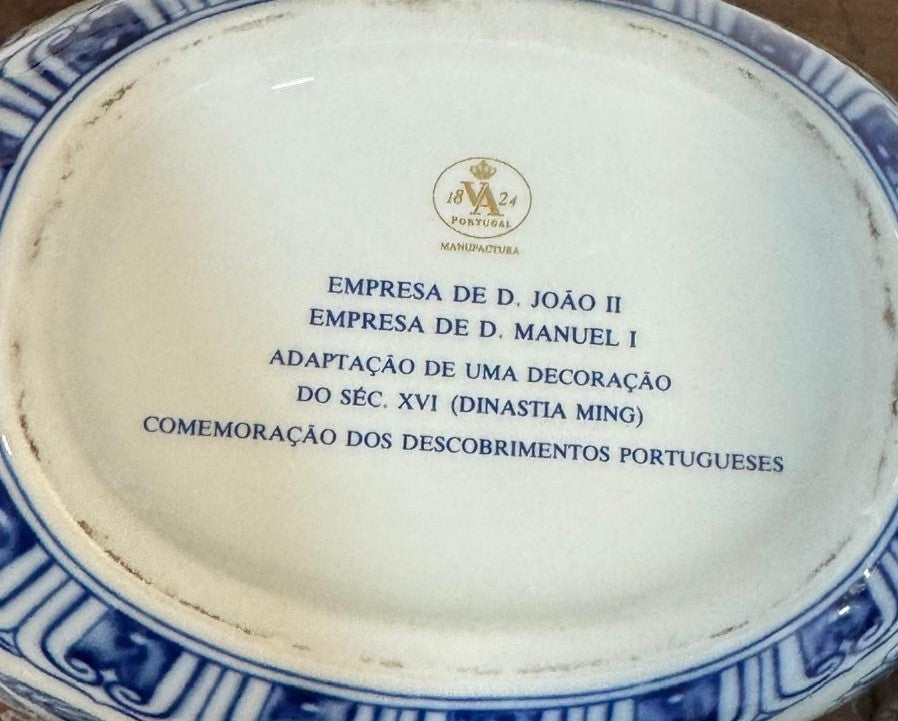 18 VA 24
PORTUGAL
MANUFACTURA
EMPRESA DE D. JOÃO II
EMPRESA DE D. MANUEL I
ADAPTAÇÃO DE UMA DECORAÇÃO
DO SÉC. XVI (DINASTIA MING)
COMEMORAÇÃO DOS DESCOBRIMENTOS PORTUGUESES